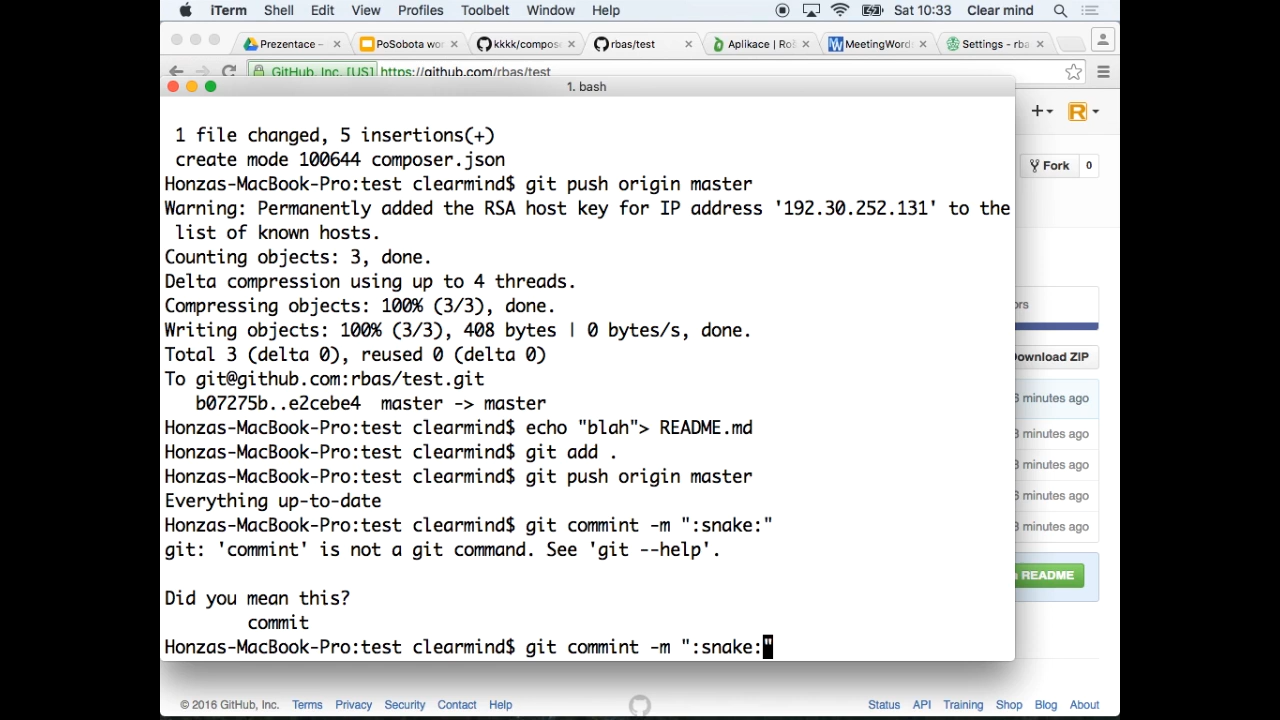 iTerm Shell Edit View Profiles Toolbelt Window Help Sat 10:33 Clear mind
Prezentace – PoSobota wo kkkk/compos rbas/test Aplikace | Ro MeetingWord Settings - rba
GitHub, Inc. [US] https://github.com/rbas/test
1. bash
1 file changed, 5 insertions(+)
create mode 100644 composer.json
Fork 0
Honzas-MacBook-Pro:test clearmind$ git push origin master
Warning: Permanently added the RSA host key for IP address '192.30.252.131' to the
list of known hosts.
Counting objects: 3, done.
Delta compression using up to 4 threads.
Compressing objects: 100% (3/3), done.
ors
Writing objects: 100% (3/3), 408 bytes | 0 bytes/s, done.
Total 3 (delta 0), reused 0 (delta 0)
Download ZIP
To git@github.com:rbas/test.git
b07275b..e2cebe4 master -> master
minutes ago
Honzas-MacBook-Pro:test clearmind$ echo "blah"> README.md
minutes ago
Honzas-MacBook-Pro:test clearmind$ git add .
minutes ago
Honzas-MacBook-Pro:test clearmind$ git push origin master
Everything up-to-date
minutes ago
Honzas-MacBook-Pro:test clearmind$ git commint -m ":snake:"
minutes ago
git: 'commint' is not a git command. See 'git --help'.
README
Did you mean this?
commit
Honzas-MacBook-Pro:test clearmind$ git commint -m ":snake:"
© 2016 GitHub, Inc. Terms Privacy Security Contact Help Status API Training Shop Blog About